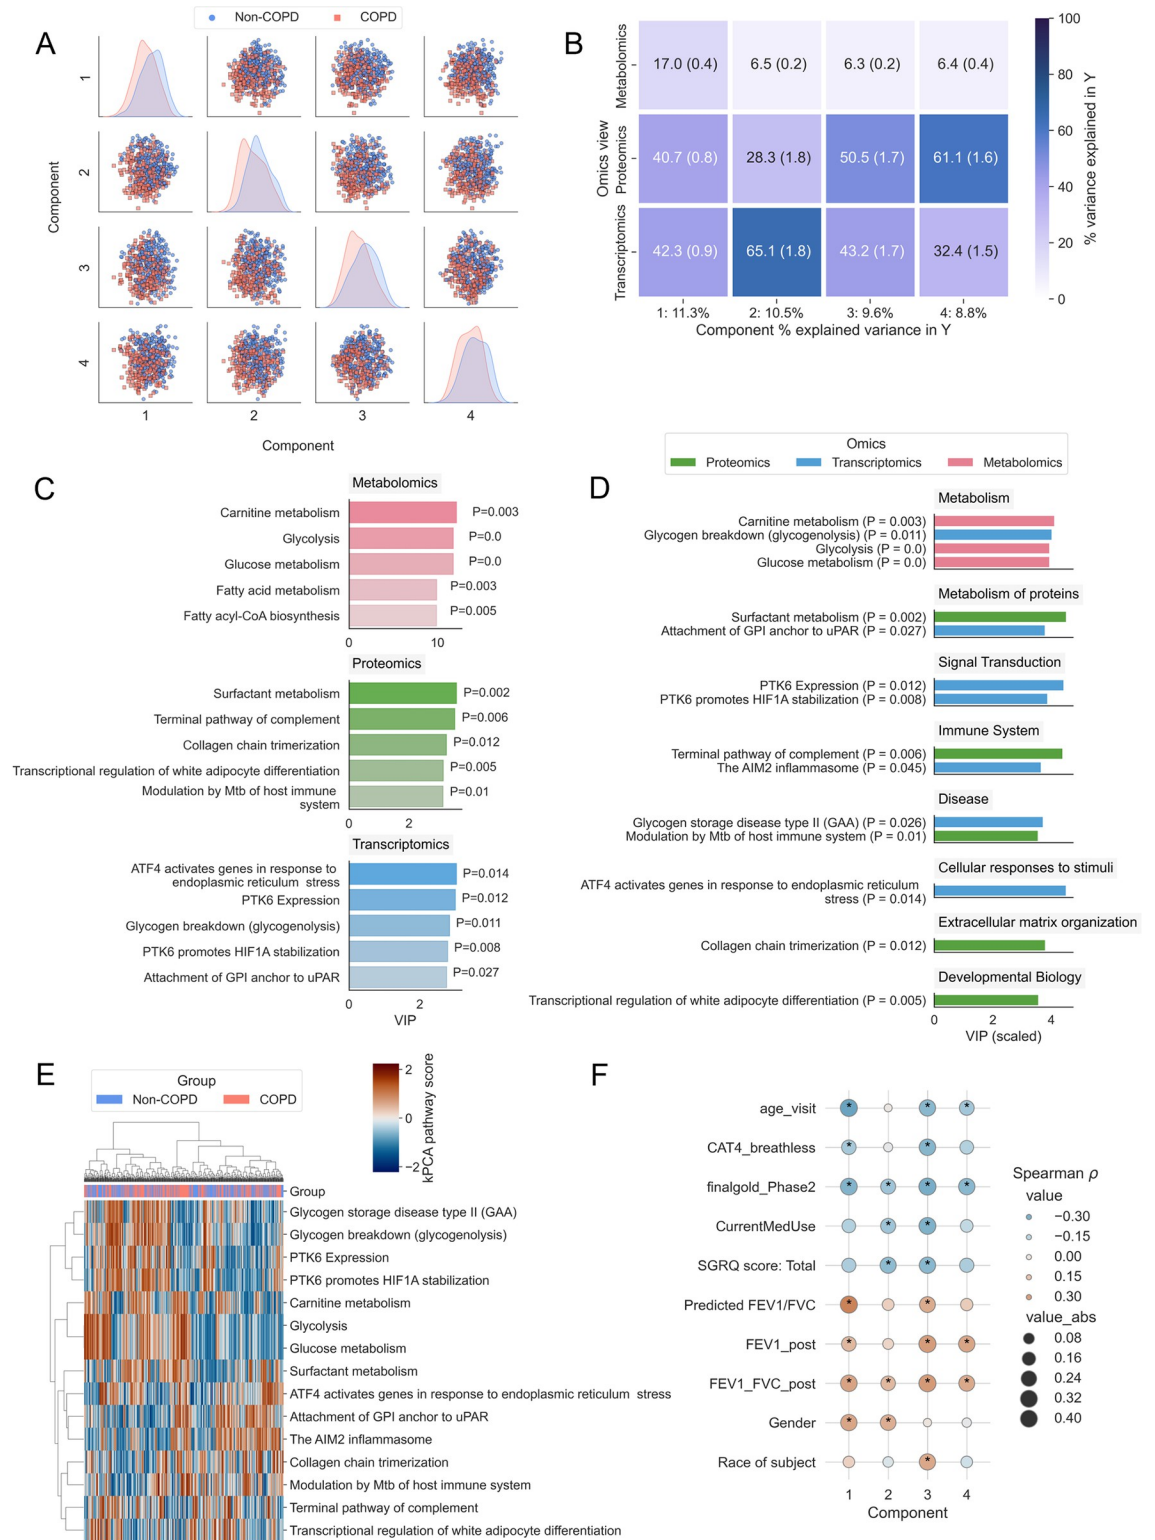 Non-COPD COPD
A
1
2
3
4
Component
1 2 3 4
Component
B
Metabolomics
Proteomics
Transcriptomics
Omics view
17.0 (0.4) 6.5 (0.2) 6.3 (0.2) 6.4 (0.4)
40.7 (0.8) 28.3 (1.8) 50.5 (1.7) 61.1 (1.6)
42.3 (0.9) 65.1 (1.8) 43.2 (1.7) 32.4 (1.5)
1: 11.3% 2: 10.5% 3: 9.6% 4: 8.8%
Component % explained variance in Y
100
80
60
40
20
0
% variance explained in Y
C
Metabolomics
Carnitine metabolism P=0.003
Glycolysis P=0.0
Glucose metabolism P=0.0
Fatty acid metabolism P=0.003
Fatty acyl-CoA biosynthesis P=0.005
0 10
Proteomics
Surfactant metabolism P=0.002
Terminal pathway of complement P=0.006
Collagen chain trimerization P=0.012
Transcriptional regulation of white adipocyte differentiation P=0.005
Modulation by Mtb of host immune
system P=0.01
0 2
Transcriptomics
ATF4 activates genes in response to
endoplasmic reticulum stress P=0.014
PTK6 Expression P=0.012
Glycogen breakdown (glycogenolysis) P=0.011
PTK6 promotes HIF1A stabilization P=0.008
Attachment of GPI anchor to uPAR P=0.027
0 2
VIP
D
Omics
Proteomics Transcriptomics Metabolomics
Metabolism
Carnitine metabolism (P = 0.003)
Glycogen breakdown (glycogenolysis) (P = 0.011)
Glycolysis (P = 0.0)
Glucose metabolism (P = 0.0)
Metabolism of proteins
Surfactant metabolism (P = 0.002)
Attachment of GPI anchor to uPAR (P = 0.027)
Signal Transduction
PTK6 Expression (P = 0.012)
PTK6 promotes HIF1A stabilization (P = 0.008)
Immune System
Terminal pathway of complement (P = 0.006)
The AIM2 inflammasome (P = 0.045)
Disease
Glycogen storage disease type II (GAA) (P = 0.026)
Modulation by Mtb of host immune system (P = 0.01)
Cellular responses to stimuli
ATF4 activates genes in response to endoplasmic reticulum
stress (P = 0.014)
Extracellular matrix organization
Collagen chain trimerization (P = 0.012)
Developmental Biology
Transcriptional regulation of white adipocyte differentiation (P = 0.005)
0 2 4
VIP (scaled)
E
Group
Non-COPD COPD
2
0
−2
kPCA pathway score
Group
Glycogen storage disease type II (GAA)
Glycogen breakdown (glycogenolysis)
PTK6 Expression
PTK6 promotes HIF1A stabilization
Carnitine metabolism
Glycolysis
Glucose metabolism
Surfactant metabolism
ATF4 activates genes in response to endoplasmic reticulum stress
Attachment of GPI anchor to uPAR
The AIM2 inflammasome
Collagen chain trimerization
Modulation by Mtb of host immune system
Terminal pathway of complement
Transcriptional regulation of white adipocyte differentiation
F
age_visit * * *
CAT4_breathless * *
finalgold_Phase2 * * * *
CurrentMedUse * *
SGRQ score: Total * *
Predicted FEV1/FVC * *
FEV1_post * * *
FEV1_FVC_post * * * *
Gender * *
Race of subject *
1 2 3 4
Component
Spearman ρ
value
−0.30
−0.15
0.00
0.15
0.30
value_abs
0.08
0.16
0.24
0.32
0.40